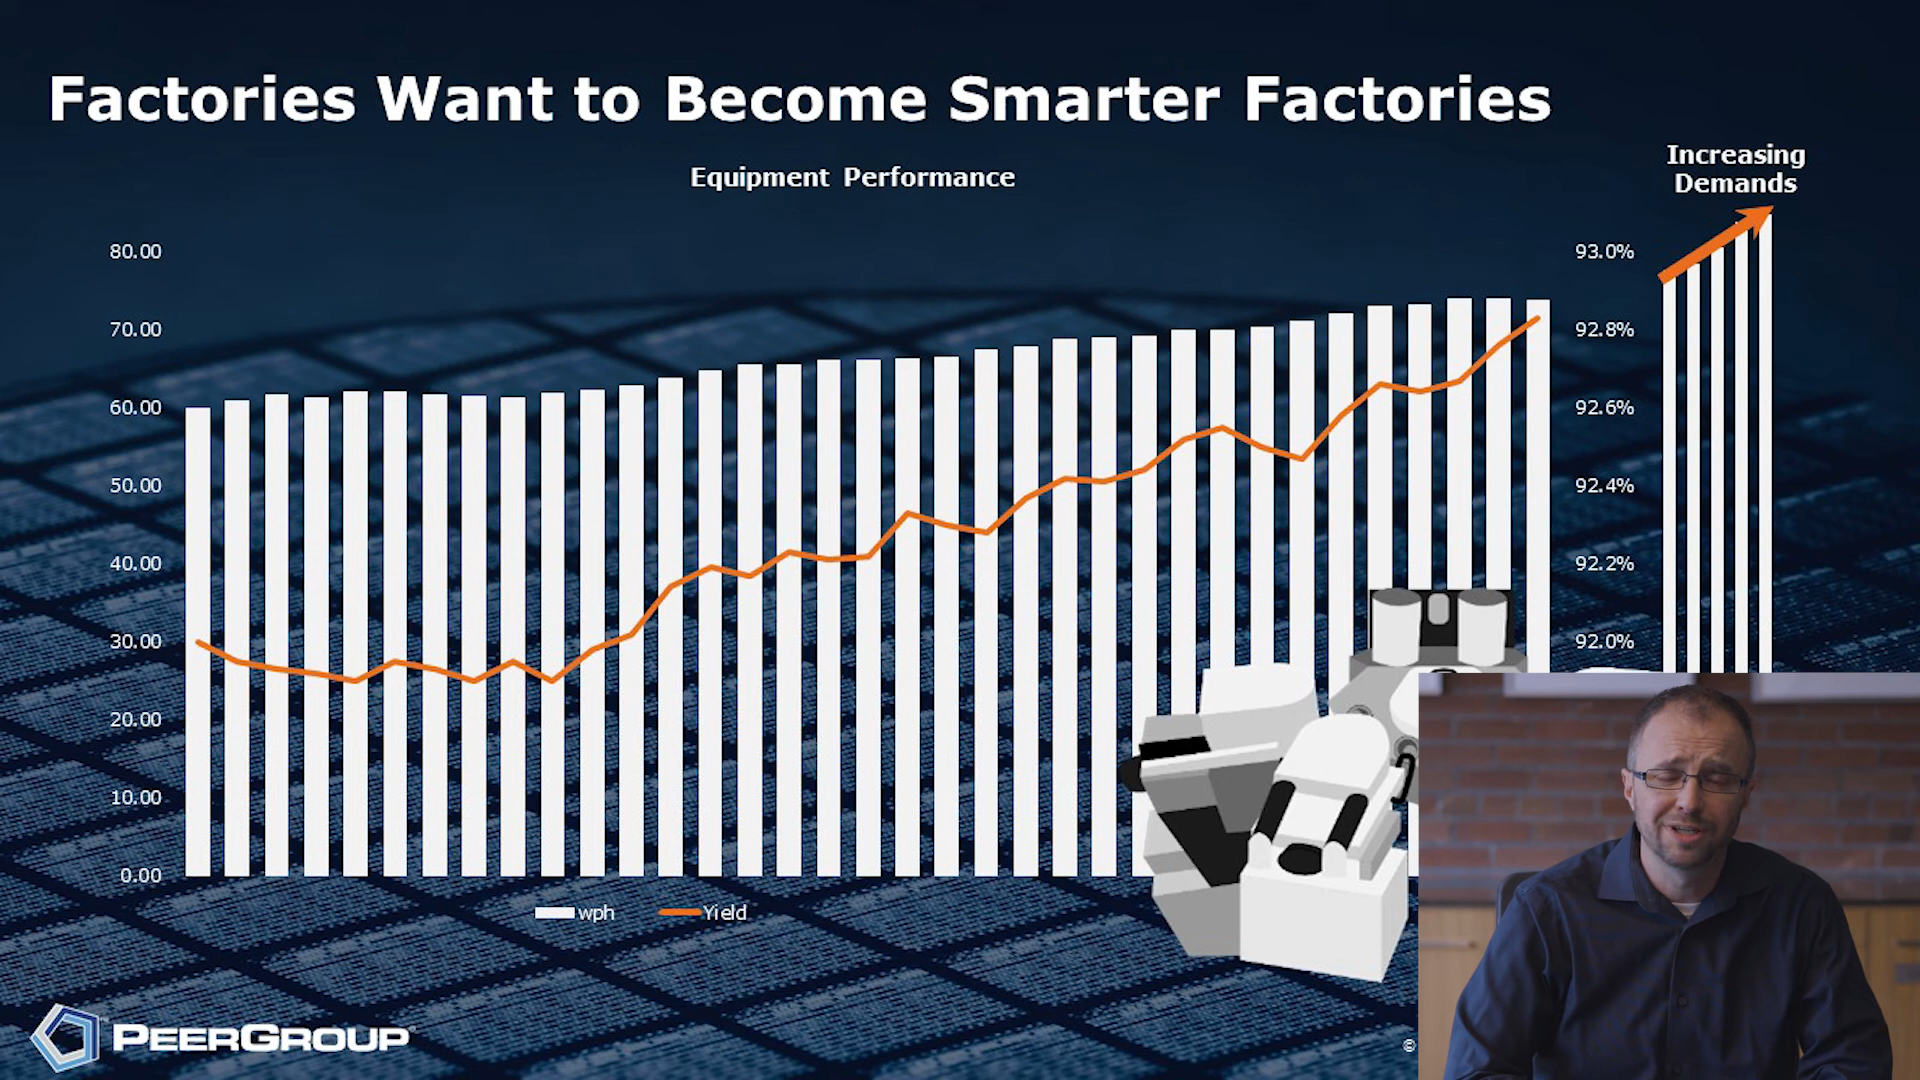 Factories Want to Become Smarter Factories
Equipment Performance
Increasing
Demands
80.00
70.00
60.00
50.00
40.00
30.00
20.00
10.00
0.00
93.0%
92.8%
92.6%
92.4%
92.2%
92.0%
wph
Yield
PEERGROUP
©